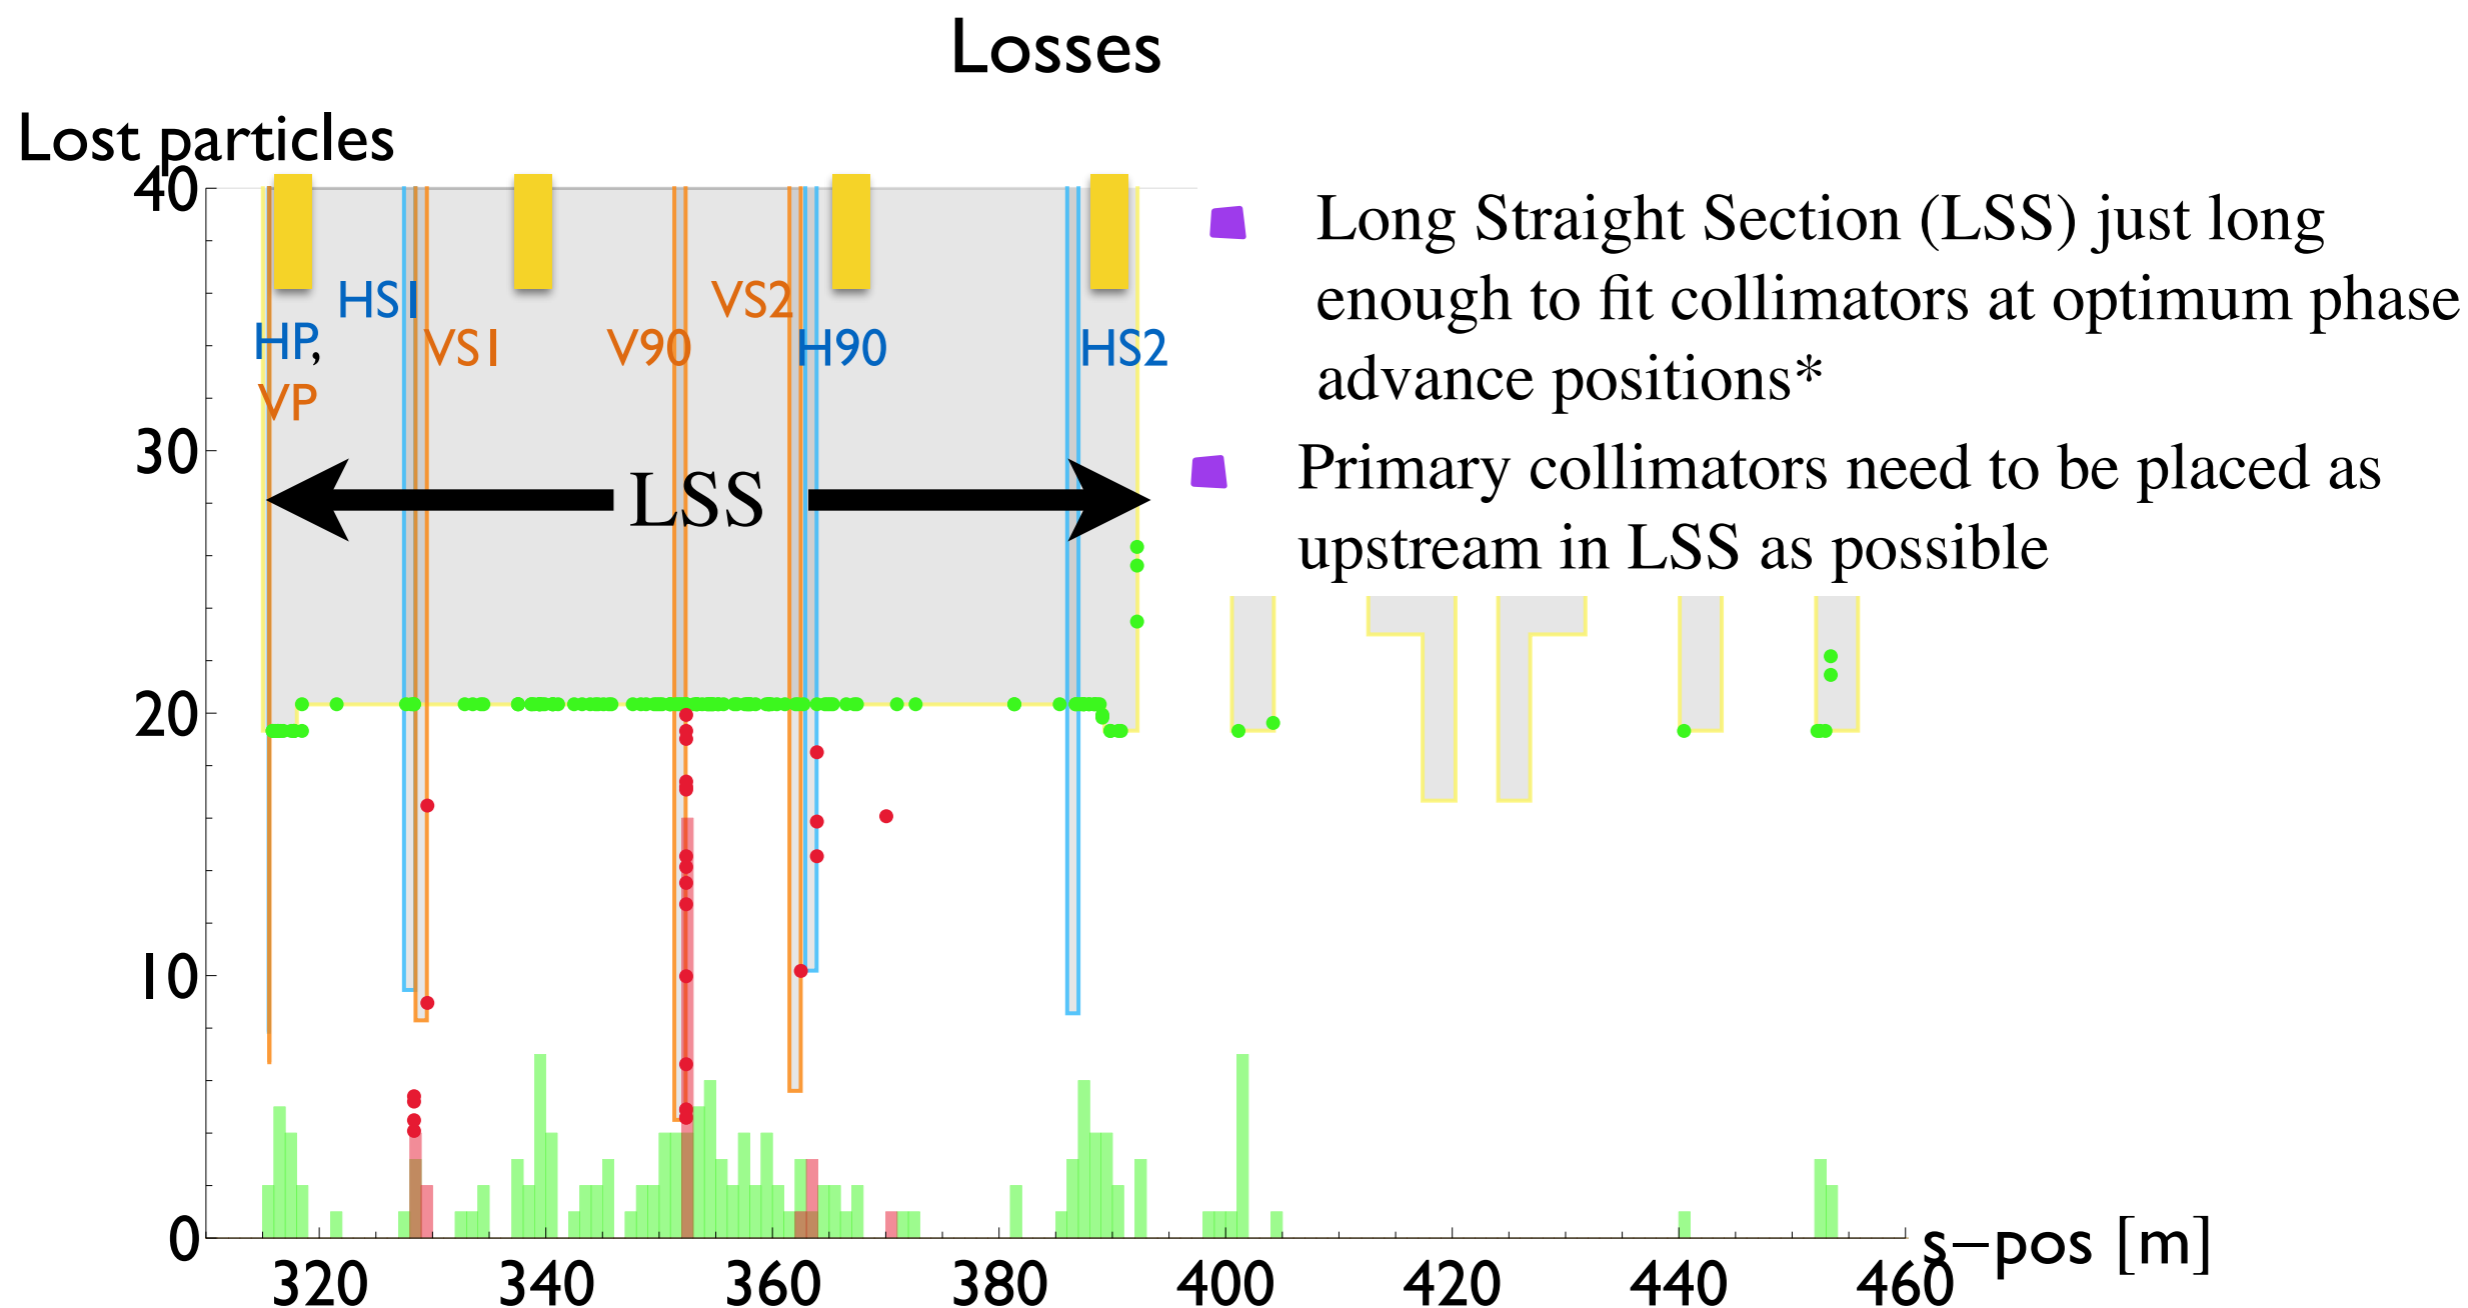 Losses
Lost particles
40
30
20
10
0
HS1
VS2
HP,
VS1
V90
H90
HS2
VP
LSS
Long Straight Section (LSS) just long
enough to fit collimators at optimum phase
advance positions*
Primary collimators need to be placed as
upstream in LSS as possible
s−pos [m]
320 340 360 380 400 420 440 460